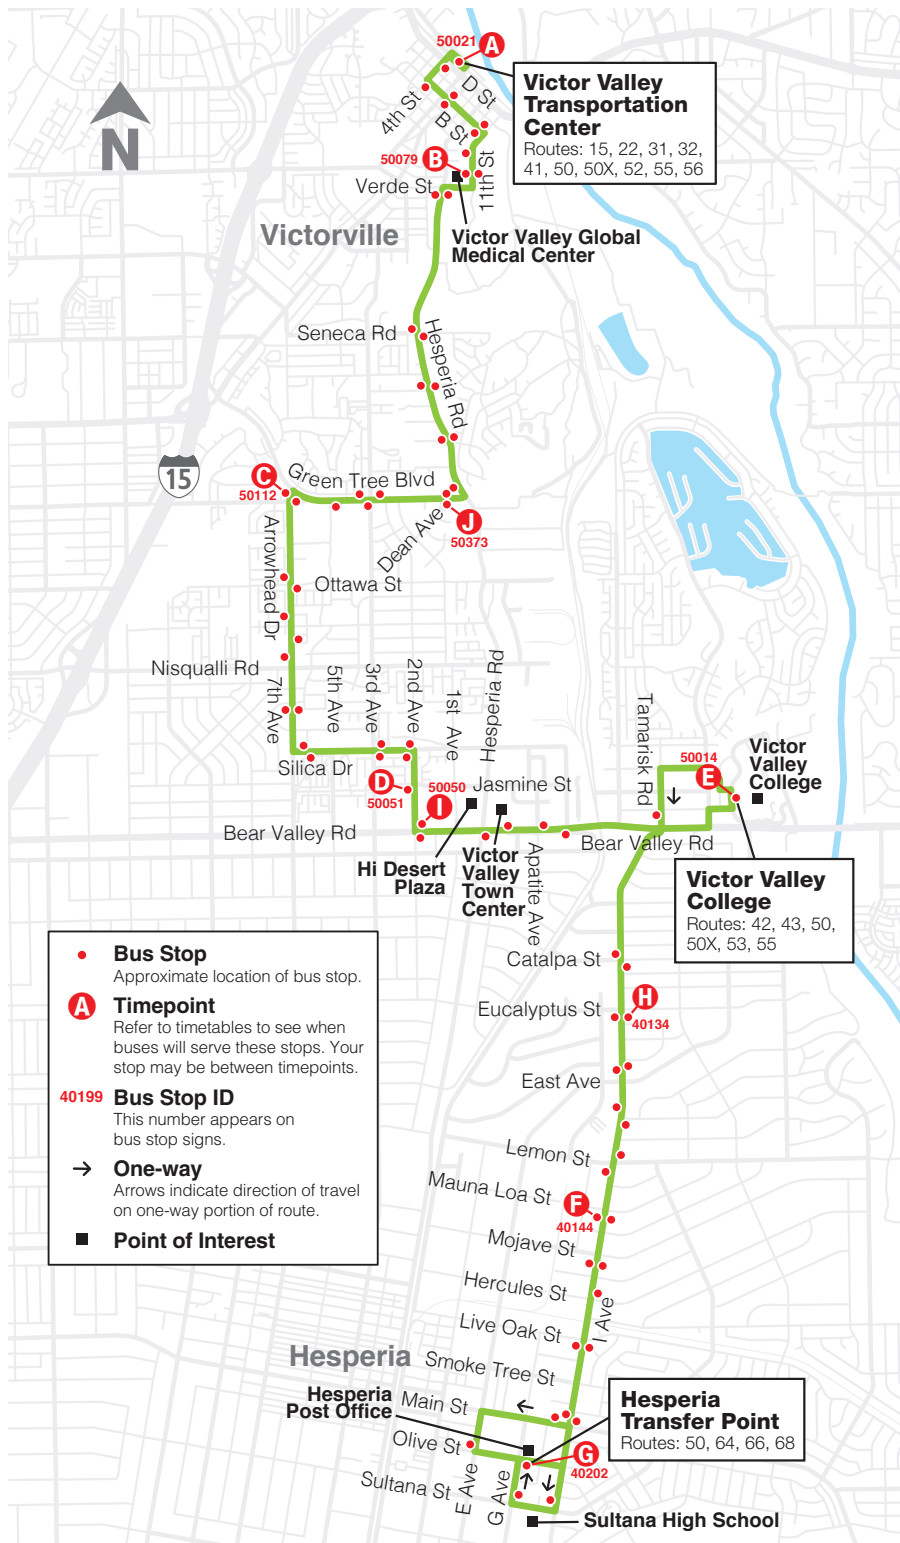 50021
A
Victor Valley
Transportation
Center
Routes: 15, 22, 31, 32,
41, 50, 50X, 52, 55, 56
D St
4th St
B St
50079
B
11th St
Verde St
N
Victorville
Victor Valley Global
Medical Center
Seneca Rd
Hesperia Rd
15
C
50112
Green Tree Blvd
Dean Ave
J
50373
Arrowhead Dr
Ottawa St
Nisqualli Rd
7th Ave
5th Ave
3rd Ave
2nd Ave
1st Ave
Hesperia Rd
Tamarisk Rd
Silica Dr
D
50051
50050
I
Jasmine St
50014
E
Victor
Valley
College
Bear Valley Rd
Bear Valley Rd
Hi Desert
Plaza
Victor
Valley
Town
Center
Apatite Ave
Victor Valley
College
Routes: 42, 43, 50,
50X, 53, 55
Catalpa St
Eucalyptus St
H
40134
East Ave
Lemon St
Mauna Loa St
F
40144
Mojave St
Hercules St
Live Oak St
I Ave
Smoke Tree St
Hesperia
Main St
Hesperia
Post Office
Olive St
Hesperia
Transfer Point
Routes: 50, 64, 66, 68
G
40202
Sultana St
E Ave
G Ave
Sultana High School
Bus Stop
Approximate location of bus stop.
A
Timepoint
Refer to timetables to see when
buses will serve these stops. Your
stop may be between timepoints.
40199
Bus Stop ID
This number appears on
bus stop signs.
One-way
Arrows indicate direction of travel
on one-way portion of route.
Point of Interest